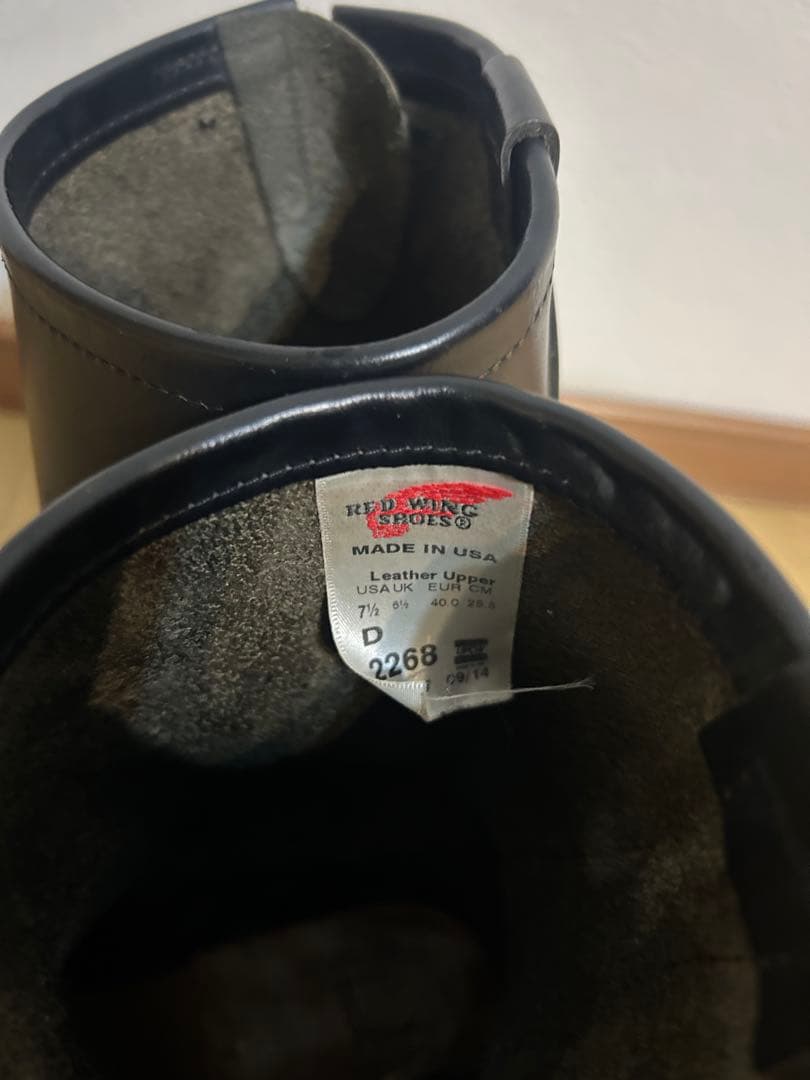 RED WING
SHOES®
MADE IN USA
Leather Upper
USA UK EUR CM
7½ 6½ 40.0 25.5
D
2268
09/14